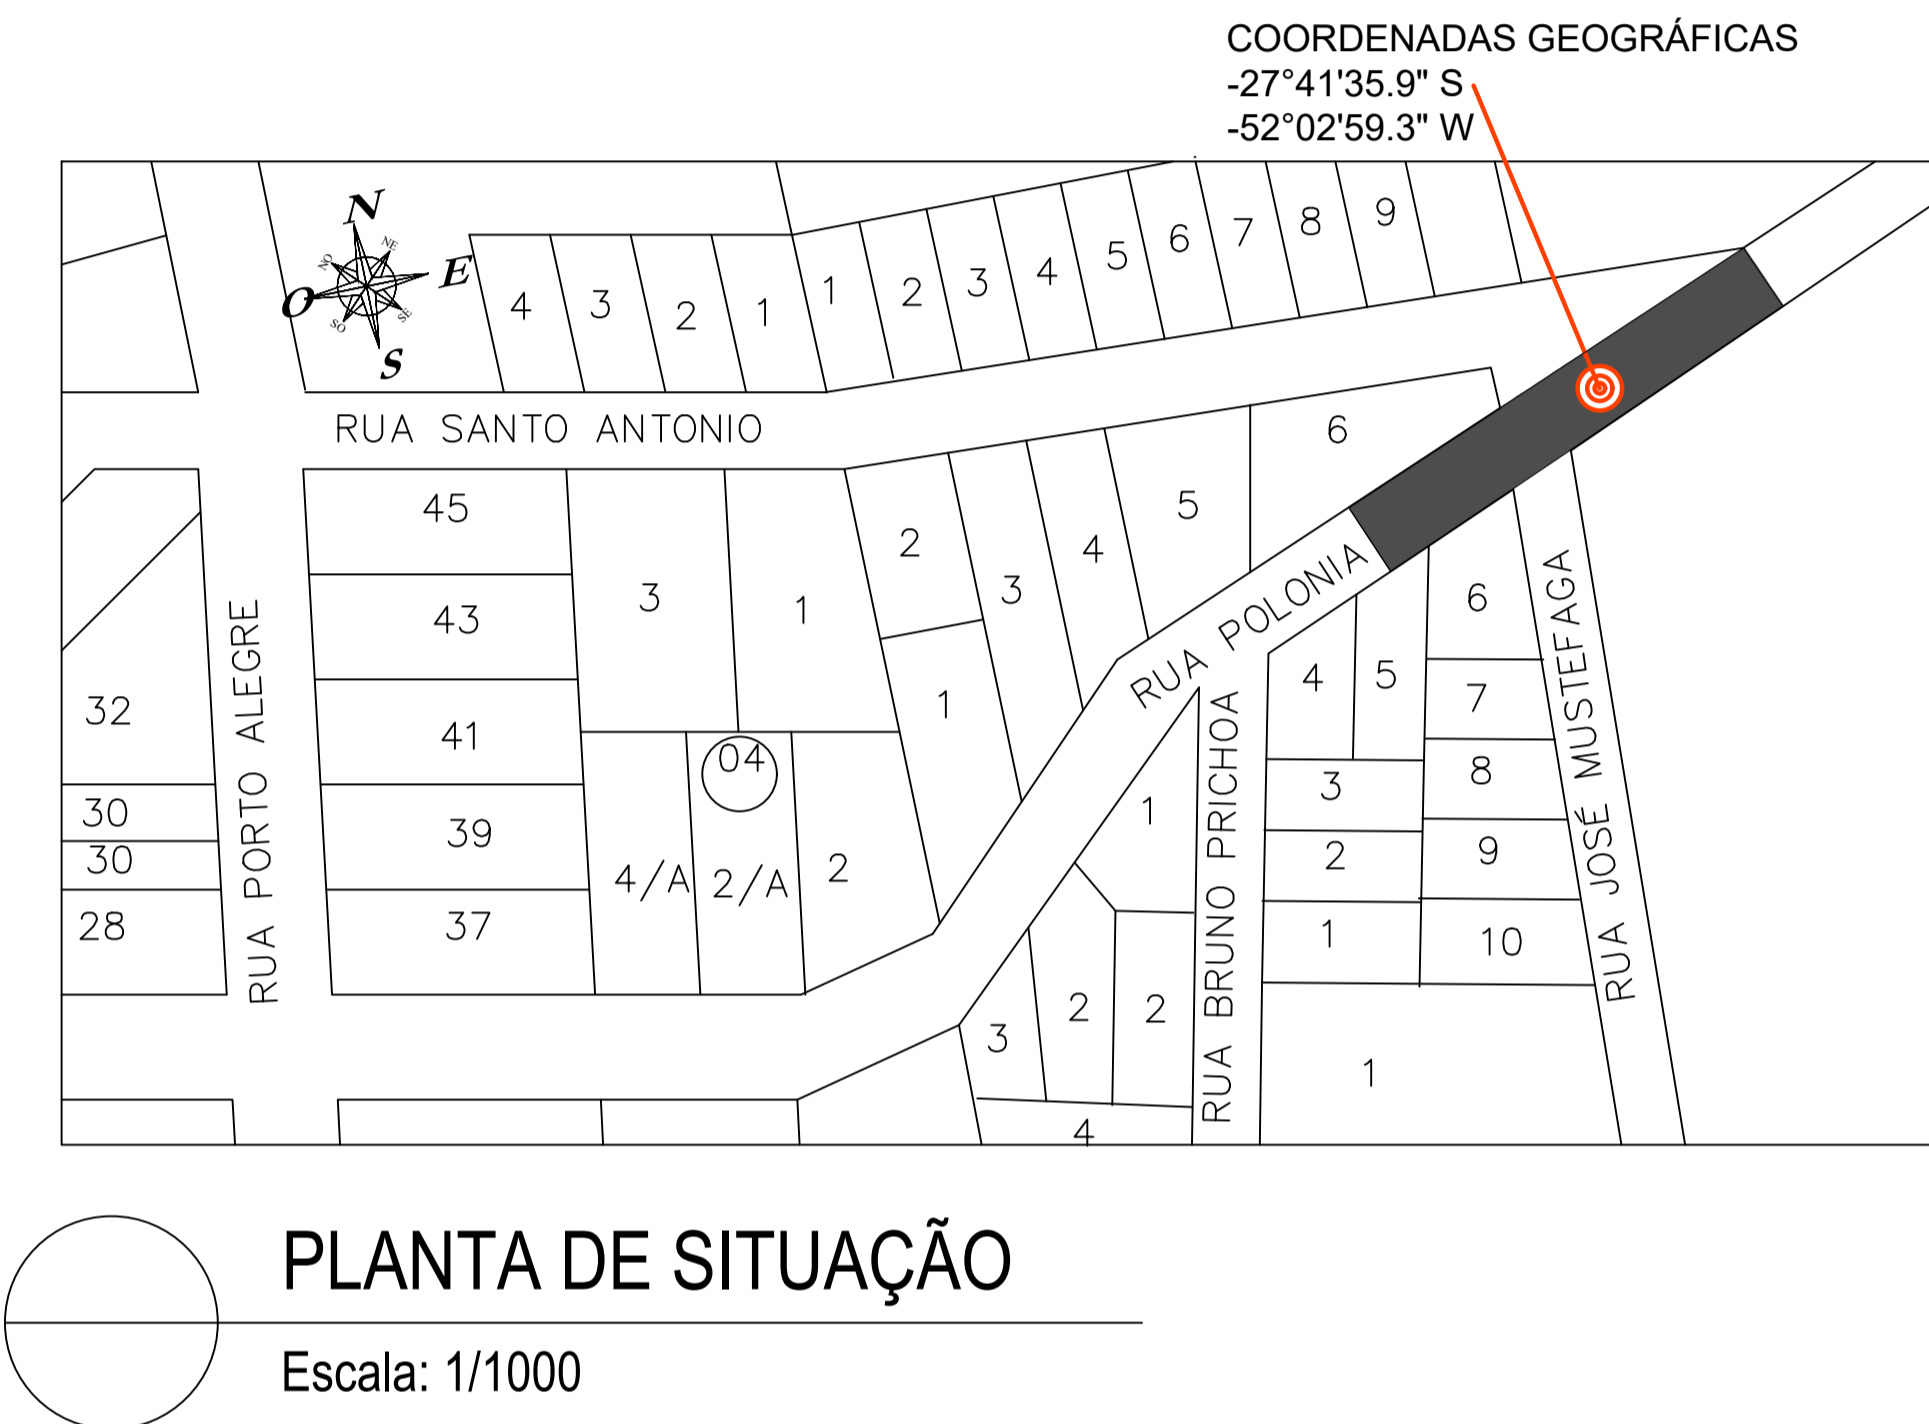 COORDENADAS GEOGRÁFICAS
-27°41'35.9" S
-52°02'59.3" W
N
NO
NE
O
E
SO
SE
S
4 3 2 1 1 2 3 4 5 6 7 8 9
RUA SANTO ANTONIO
6
45 5
2 4
43 3 1 3 6
RUA POLONIA
32 41 1 4 5 7
04
30 39 1 3 8
30 4/A 2/A 2 2 9
28 37 1 10
3 2 2
1
4
RUA PORTO ALEGRE
RUA BRUNO PRICHOA
RUA JOSÉ MUSTEFAGA
PLANTA DE SITUAÇÃO
Escala: 1/1000